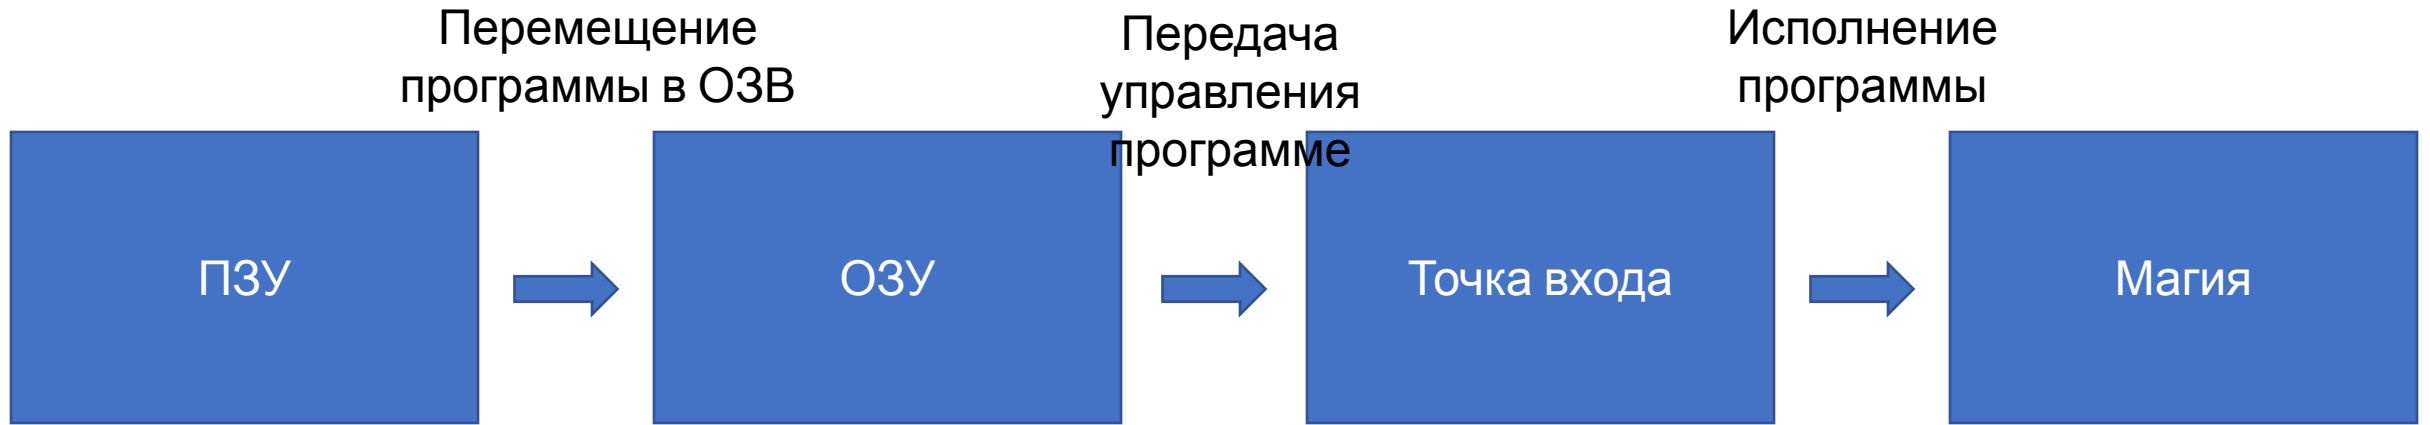 Перемещение
программы в ОЗВ
Передача
управления
программе
Исполнение
программы
ПЗУ
ОЗУ
Точка входа
Магия